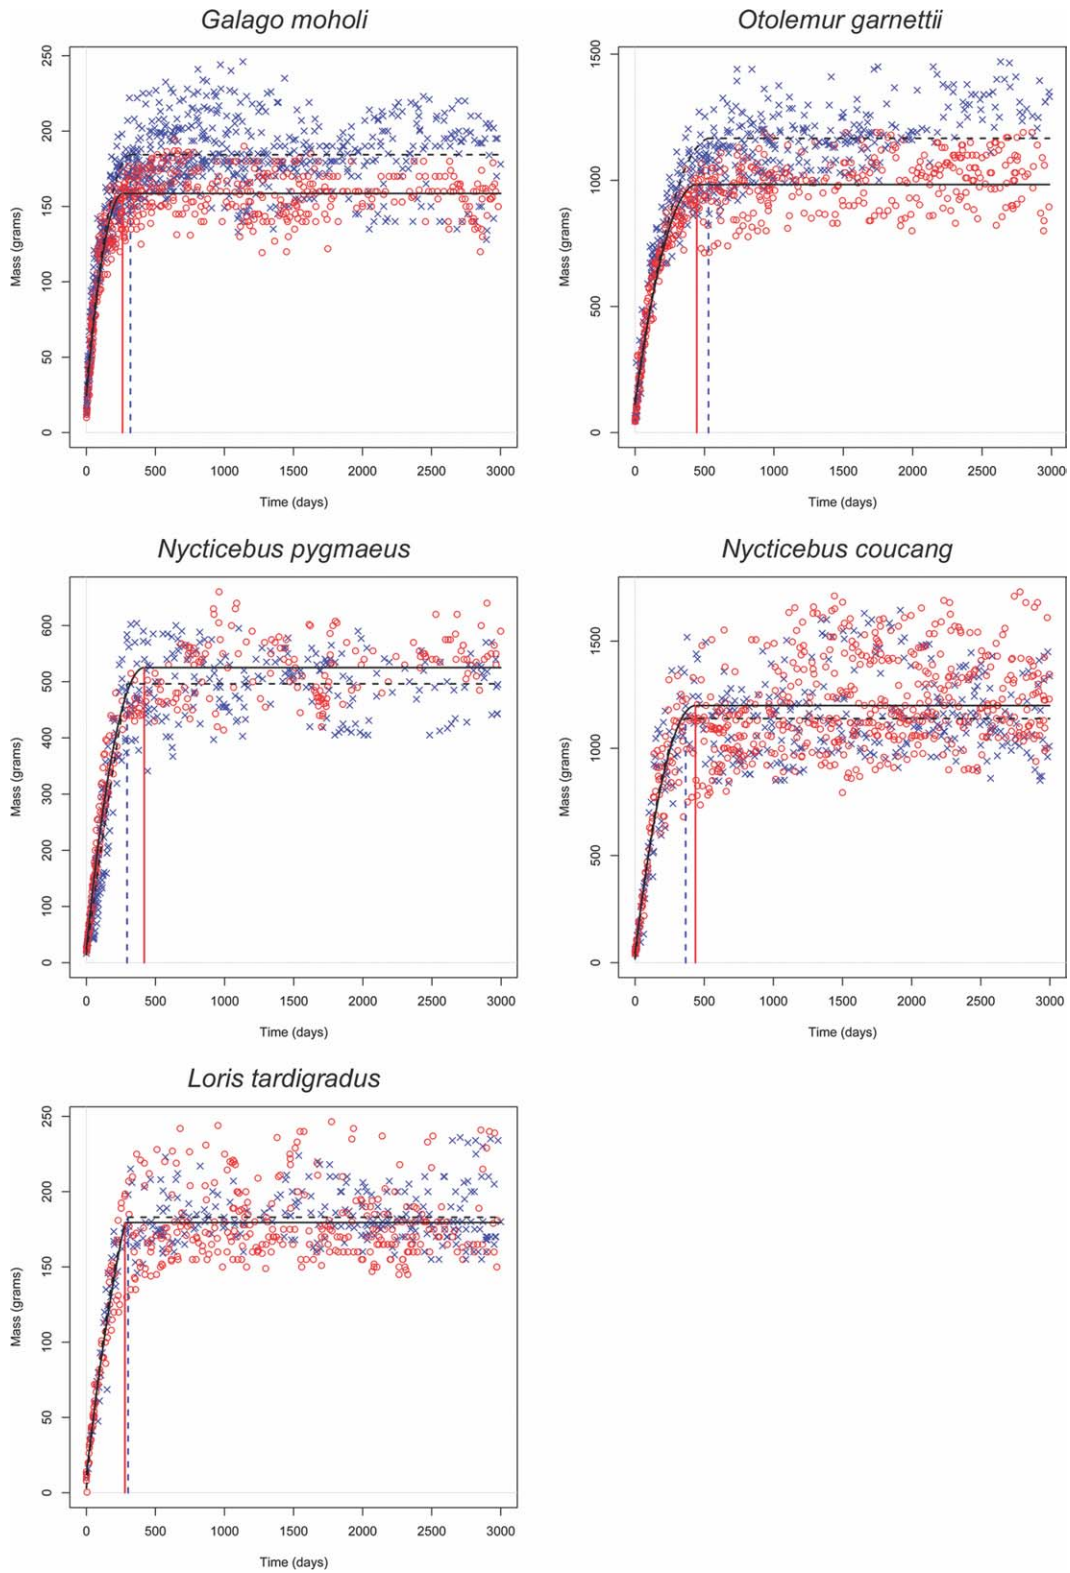 Galago moholi
Mass (grams)
250
200
150
100
50
0
0 500 1000 1500 2000 2500 3000
Time (days)
Otolemur garnettii
Mass (grams)
1500
1000
500
0
0 500 1000 1500 2000 2500 3000
Time (days)
Nycticebus pygmaeus
Mass (grams)
600
500
400
300
200
100
0
0 500 1000 1500 2000 2500 3000
Time (days)
Nycticebus coucang
Mass (grams)
1500
1000
500
0
0 500 1000 1500 2000 2500 3000
Time (days)
Loris tardigradus
Mass (grams)
250
200
150
100
50
0
0 500 1000 1500 2000 2500 3000
Time (days)